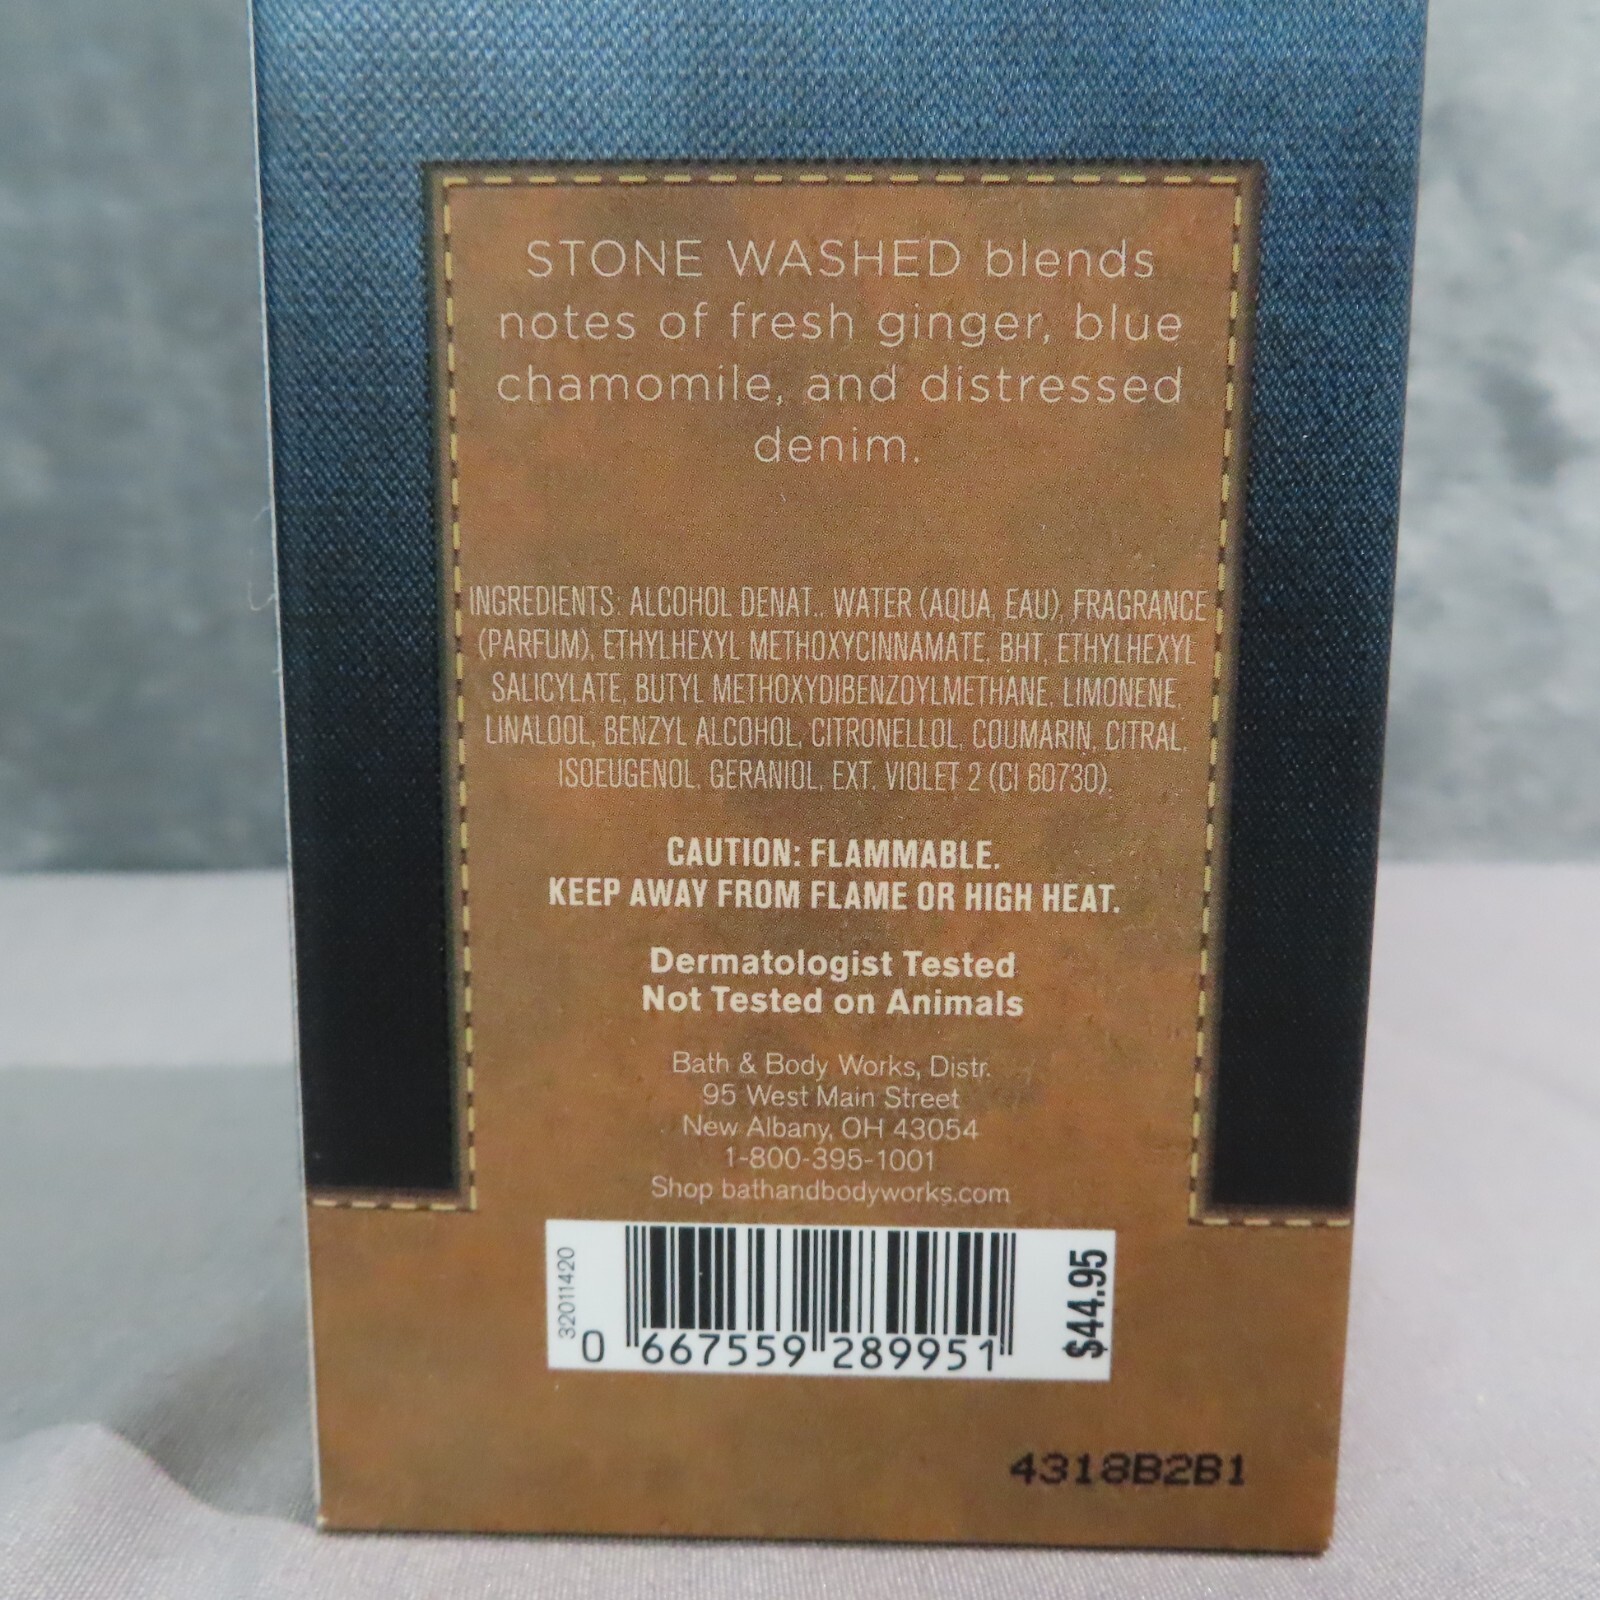 STONE WASHED blends
notes of fresh ginger, blue
chamomile, and distressed
denim.
INGREDIENTS: ALCOHOL DENAT., WATER (AQUA, EAU), FRAGRANCE
(PARFUM), ETHYLHEXYL METHOXYCINNAMATE, BHT, ETHYLHEXYL
SALICYLATE, BUTYL METHOXYDIBENZOYLMETHANE, LIMONENE,
LINALOOL, BENZYL ALCOHOL, CITRONELLOL, COUMARIN, CITRAL,
ISOEUGENOL, GERANIOL, EXT. VIOLET 2 (CI 60730).
CAUTION: FLAMMABLE.
KEEP AWAY FROM FLAME OR HIGH HEAT.
Dermatologist Tested
Not Tested on Animals
Bath & Body Works, Distr.
95 West Main Street
New Albany, OH 43054
1-800-395-1001
Shop bathandbodyworks.com
32011420
0 667559 289951
$44.95
4318B2B1